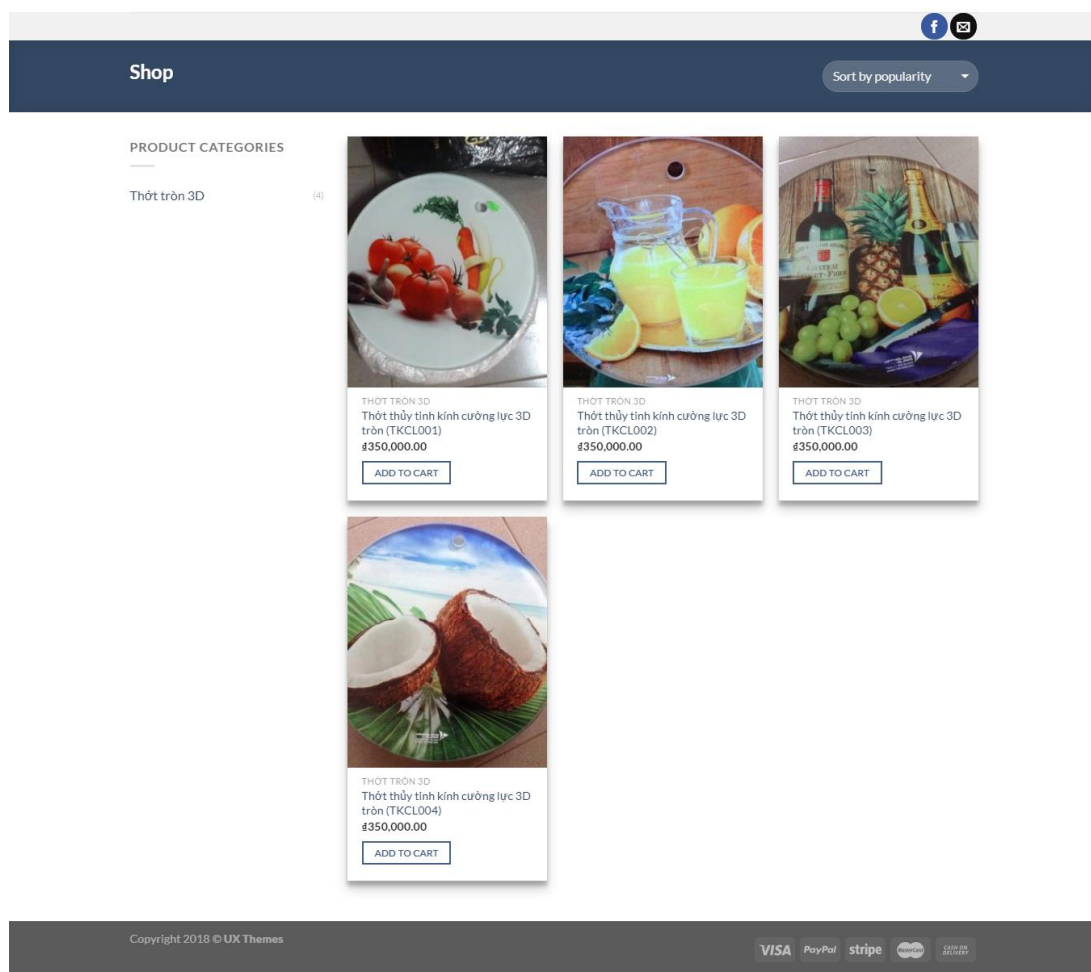 Shop
Sort by popularity
PRODUCT CATEGORIES
Thớt tròn 3D (4)
THỚT TRÒN 3D
Thớt thủy tinh kính cường lực 3D
tròn (TKCL001)
₫350,000.00
ADD TO CART
THỚT TRÒN 3D
Thớt thủy tinh kính cường lực 3D
tròn (TKCL002)
₫350,000.00
ADD TO CART
THỚT TRÒN 3D
Thớt thủy tinh kính cường lực 3D
tròn (TKCL003)
₫350,000.00
ADD TO CART
THỚT TRÒN 3D
Thớt thủy tinh kính cường lực 3D
tròn (TKCL004)
₫350,000.00
ADD TO CART
Copyright 2018 © UX Themes
VISA PayPal stripe MasterCard CASH ON
DELIVERY